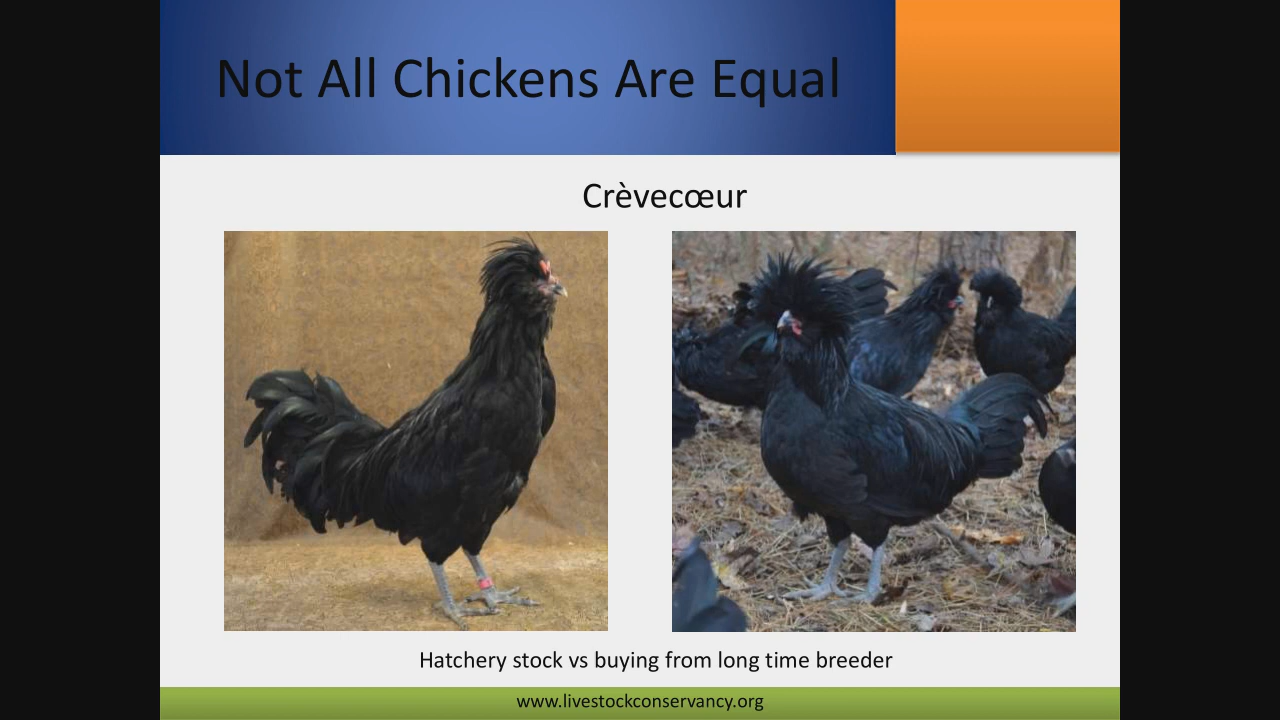 Not All Chickens Are Equal
Crèvecœur
Hatchery stock vs buying from long time breeder
www.livestockconservancy.org